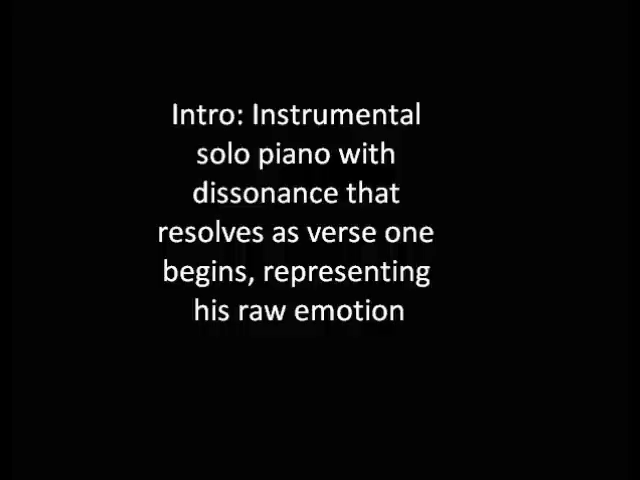 Intro: Instrumental
solo piano with
dissonance that
resolves as verse one
begins, representing
his raw emotion